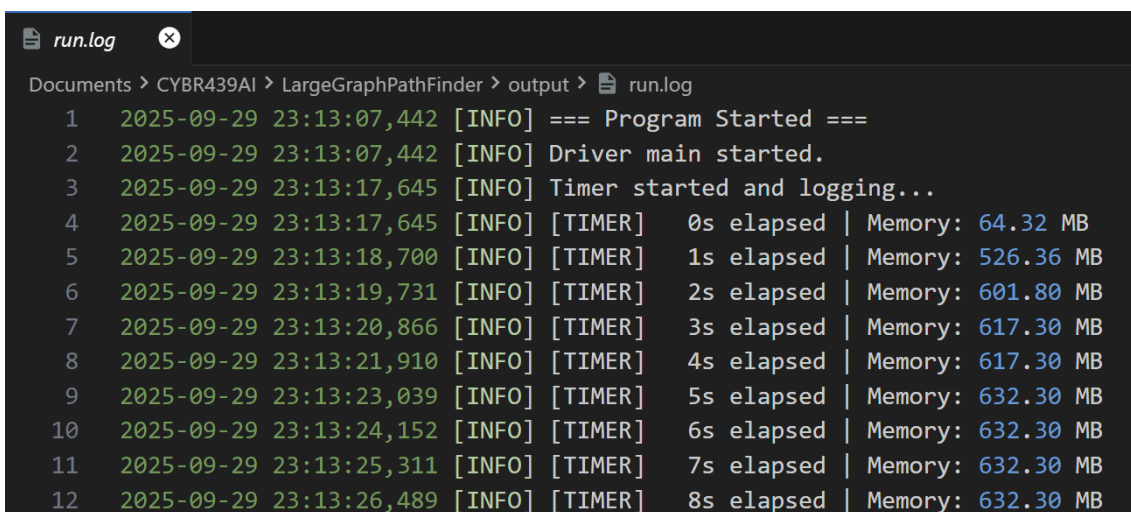 run.log
Documents > CYBR439AI > LargeGraphPathFinder > output > run.log
1 2025-09-29 23:13:07,442 [INFO] === Program Started ===
2 2025-09-29 23:13:07,442 [INFO] Driver main started.
3 2025-09-29 23:13:17,645 [INFO] Timer started and logging...
4 2025-09-29 23:13:17,645 [INFO] [TIMER]   0s elapsed | Memory: 64.32 MB
5 2025-09-29 23:13:18,700 [INFO] [TIMER]   1s elapsed | Memory: 526.36 MB
6 2025-09-29 23:13:19,731 [INFO] [TIMER]   2s elapsed | Memory: 601.80 MB
7 2025-09-29 23:13:20,866 [INFO] [TIMER]   3s elapsed | Memory: 617.30 MB
8 2025-09-29 23:13:21,910 [INFO] [TIMER]   4s elapsed | Memory: 617.30 MB
9 2025-09-29 23:13:23,039 [INFO] [TIMER]   5s elapsed | Memory: 632.30 MB
10 2025-09-29 23:13:24,152 [INFO] [TIMER]   6s elapsed | Memory: 632.30 MB
11 2025-09-29 23:13:25,311 [INFO] [TIMER]   7s elapsed | Memory: 632.30 MB
12 2025-09-29 23:13:26,489 [INFO] [TIMER]   8s elapsed | Memory: 632.30 MB